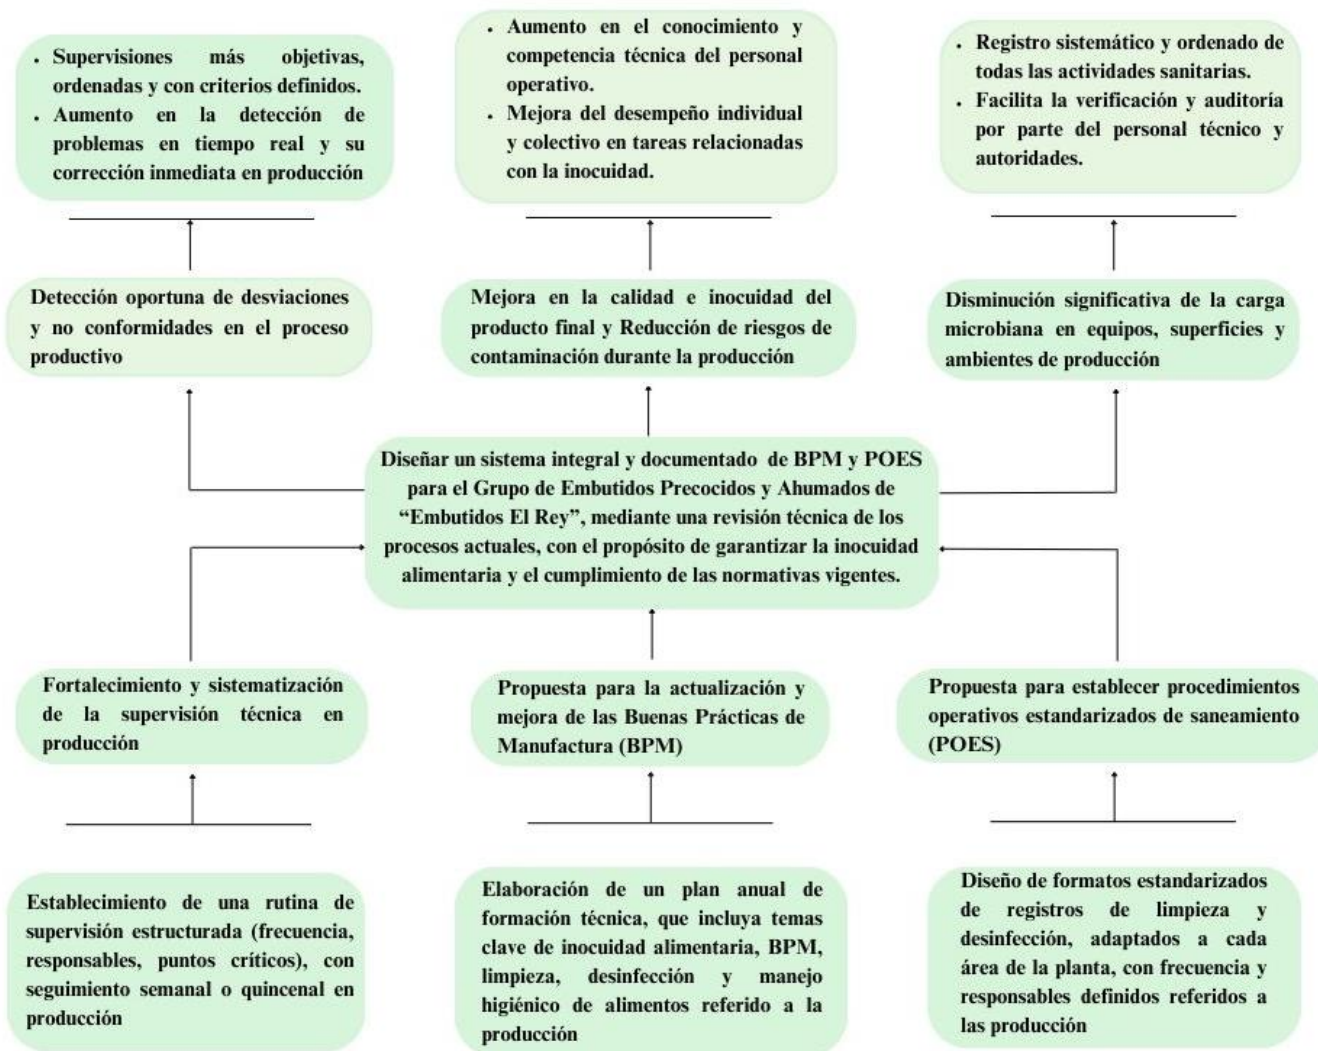 • Supervisiones más objetivas,
ordenadas y con criterios definidos.
• Aumento en la detección de
problemas en tiempo real y su
corrección inmediata en producción
• Aumento en el conocimiento y
competencia técnica del personal
operativo.
• Mejora del desempeño individual
y colectivo en tareas relacionadas
con la inocuidad.
• Registro sistemático y ordenado de
todas las actividades sanitarias.
• Facilita la verificación y auditoría
por parte del personal técnico y
autoridades.
Detección oportuna de desviaciones
y no conformidades en el proceso
productivo
Mejora en la calidad e inocuidad del
producto final y Reducción de riesgos de
contaminación durante la producción
Disminución significativa de la carga
microbiana en equipos, superficies y
ambientes de producción
Diseñar un sistema integral y documentado de BPM y POES
para el Grupo de Embutidos Precocidos y Ahumados de
“Embutidos El Rey”, mediante una revisión técnica de los
procesos actuales, con el propósito de garantizar la inocuidad
alimentaria y el cumplimiento de las normativas vigentes.
Fortalecimiento y sistematización
de la supervisión técnica en
producción
Propuesta para la actualización y
mejora de las Buenas Prácticas de
Manufactura (BPM)
Propuesta para establecer procedimientos
operativos estandarizados de saneamiento
(POES)
Establecimiento de una rutina de
supervisión estructurada (frecuencia,
responsables, puntos críticos), con
seguimiento semanal o quincenal en
producción
Elaboración de un plan anual de
formación técnica, que incluya temas
clave de inocuidad alimentaria, BPM,
limpieza, desinfección y manejo
higiénico de alimentos referido a la
producción
Diseño de formatos estandarizados
de registros de limpieza y
desinfección, adaptados a cada
área de la planta, con frecuencia y
responsables definidos referidos a
las producción